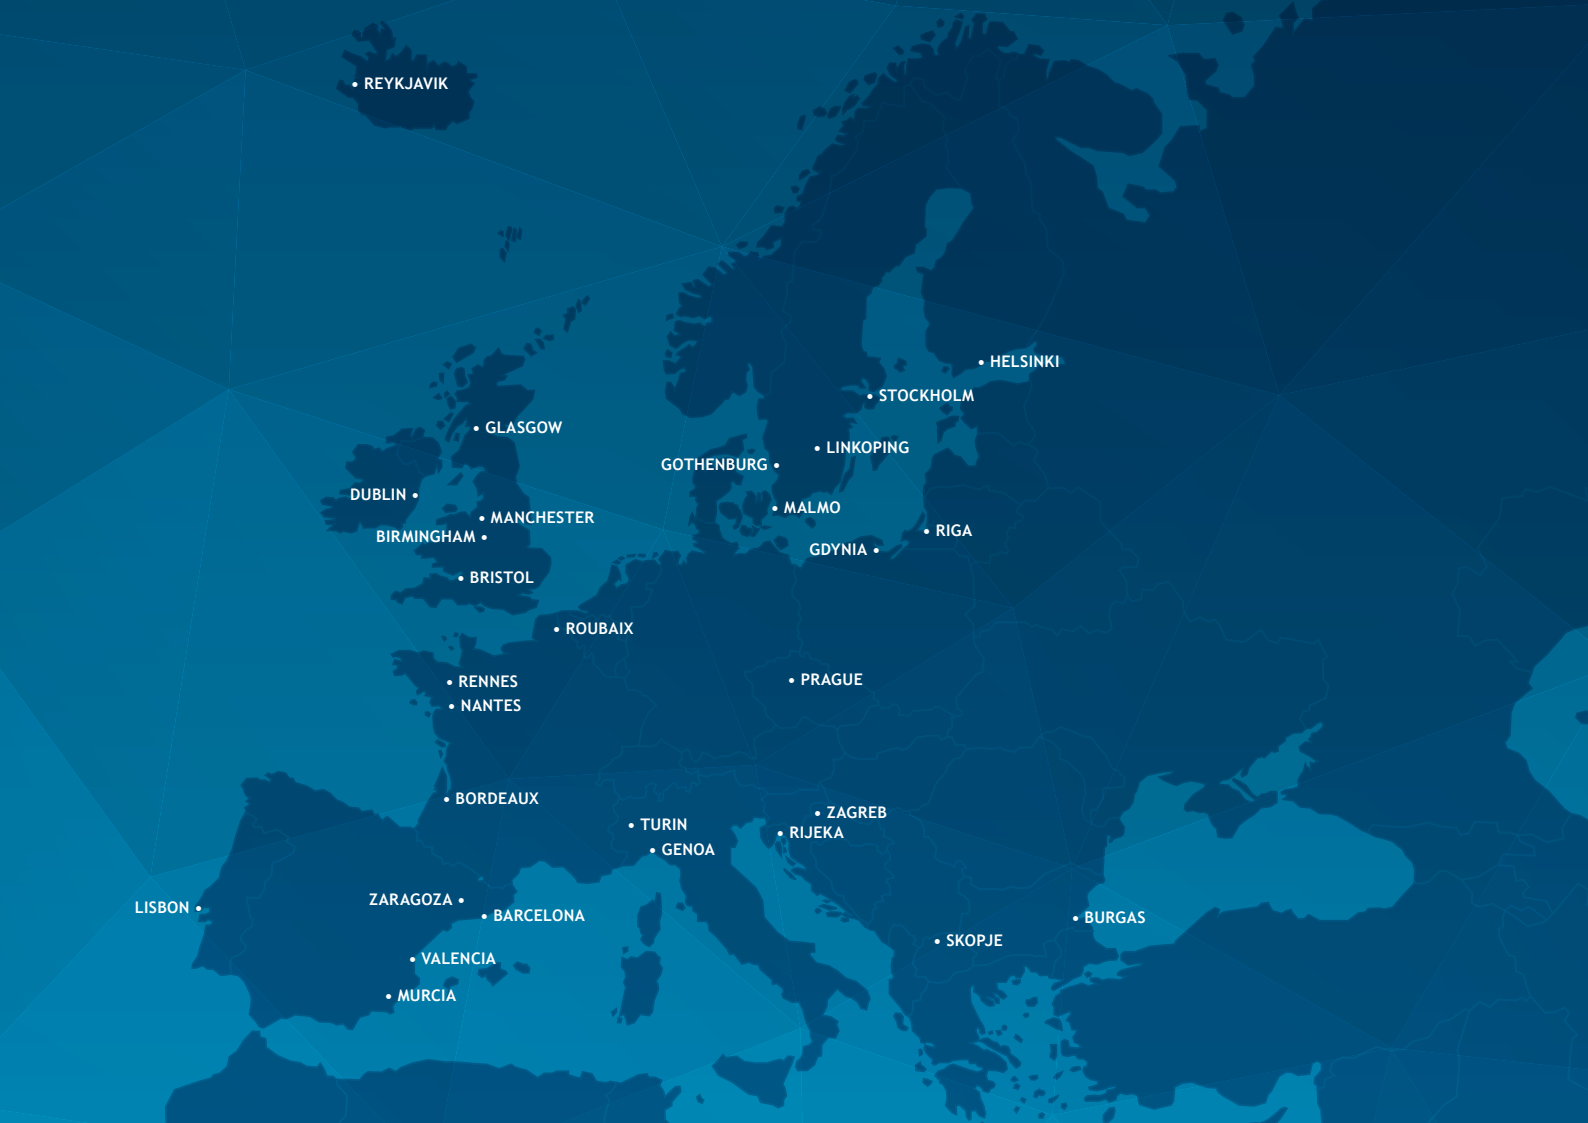 REYKJAVIK
HELSINKI
STOCKHOLM
GLASGOW
LINKOPING
GOTHENBURG
DUBLIN
MALMO
MANCHESTER
RIGA
BIRMINGHAM
GDYNIA
BRISTOL
ROUBAIX
PRAGUE
RENNES
NANTES
BORDEAUX
ZAGREB
TURIN
RIJEKA
GENOA
ZARAGOZA
LISBON
BARCELONA
BURGAS
SKOPJE
VALENCIA
MURCIA